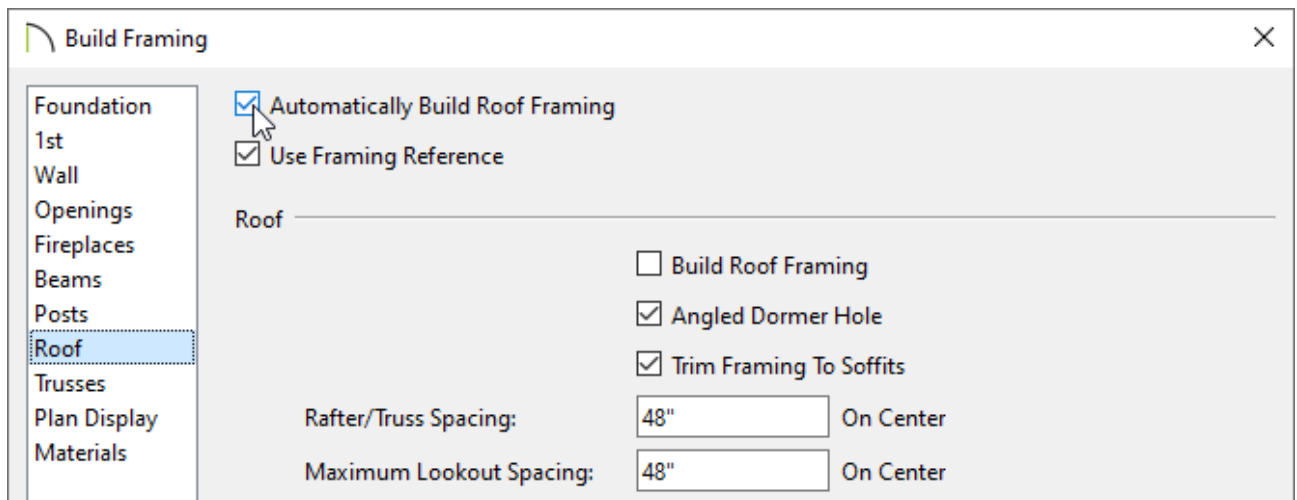 Build Framing
Foundation
1st
Wall
Openings
Fireplaces
Beams
Posts
Roof
Trusses
Plan Display
Materials
Automatically Build Roof Framing
Use Framing Reference
Roof
Build Roof Framing
Angled Dormer Hole
Trim Framing To Soffits
Rafter/Truss Spacing: 48" On Center
Maximum Lookout Spacing: 48" On Center